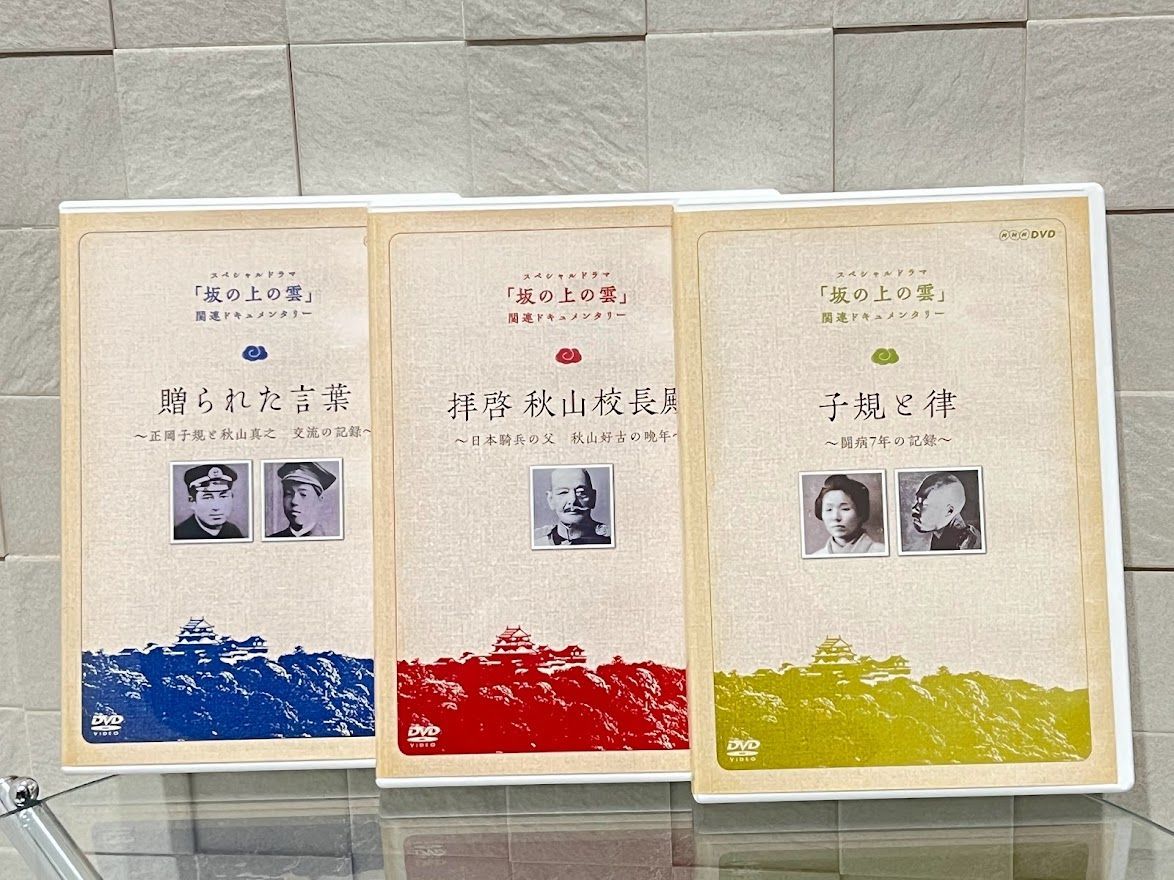 スペシャルドラマ
「坂の上の雲」
関連ドキュメンタリー
贈られた言葉
～正岡子規と秋山真之 交流の記録～
DVD
VIDEO
スペシャルドラマ
「坂の上の雲」
関連ドキュメンタリー
拝啓 秋山校長殿
～日本騎兵の父 秋山好古の晩年～
DVD
VIDEO
NHK DVD
スペシャルドラマ
「坂の上の雲」
関連ドキュメンタリー
子規と律
～闘病7年の記録～
DVD
VIDEO